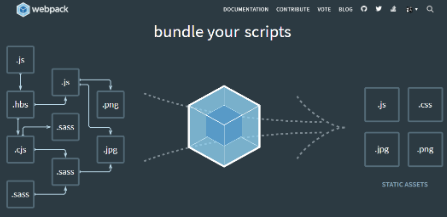 webpack
DOCUMENTATION CONTRIBUTE VOTE BLOG
bundle your scripts
.js
.js
.hbs
.png
.sass
.cjs
.jpg
.sass
.sass
.js .css
.jpg .png
STATIC ASSETS